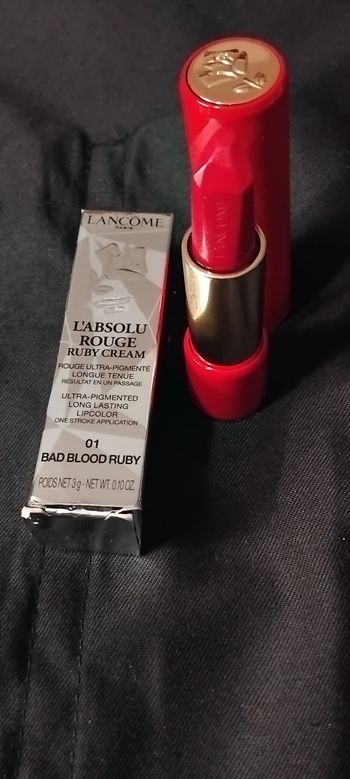 LANCÔME
PARIS
L'ABSOLU
ROUGE
RUBY CREAM
ROUGE ULTRA-PIGMENTÉ
LONGUE TENUE
RÉSULTAT EN UN PASSAGE
ULTRA-PIGMENTED
LONG LASTING
LIPCOLOR
ONE STROKE APPLICATION
01
BAD BLOOD RUBY
POIDS NET 3 g - NET WT. 0.10 OZ.
LANCÔME